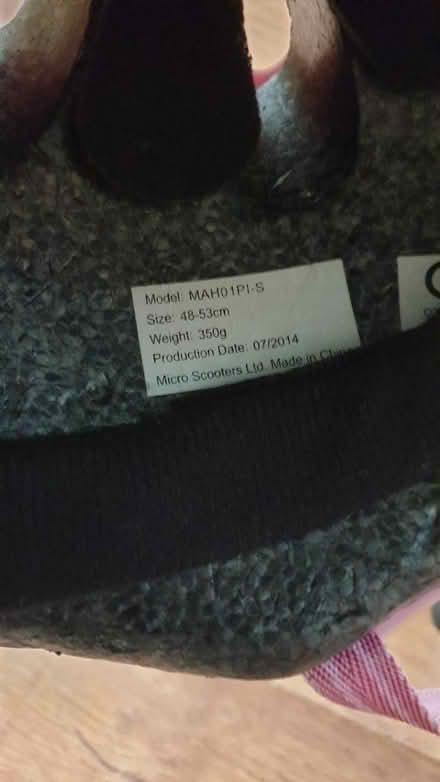 Model: MAH01PI-S
Size: 48-53cm
Weight: 350g
Production Date: 07/2014
Micro Scooters Ltd. Made in